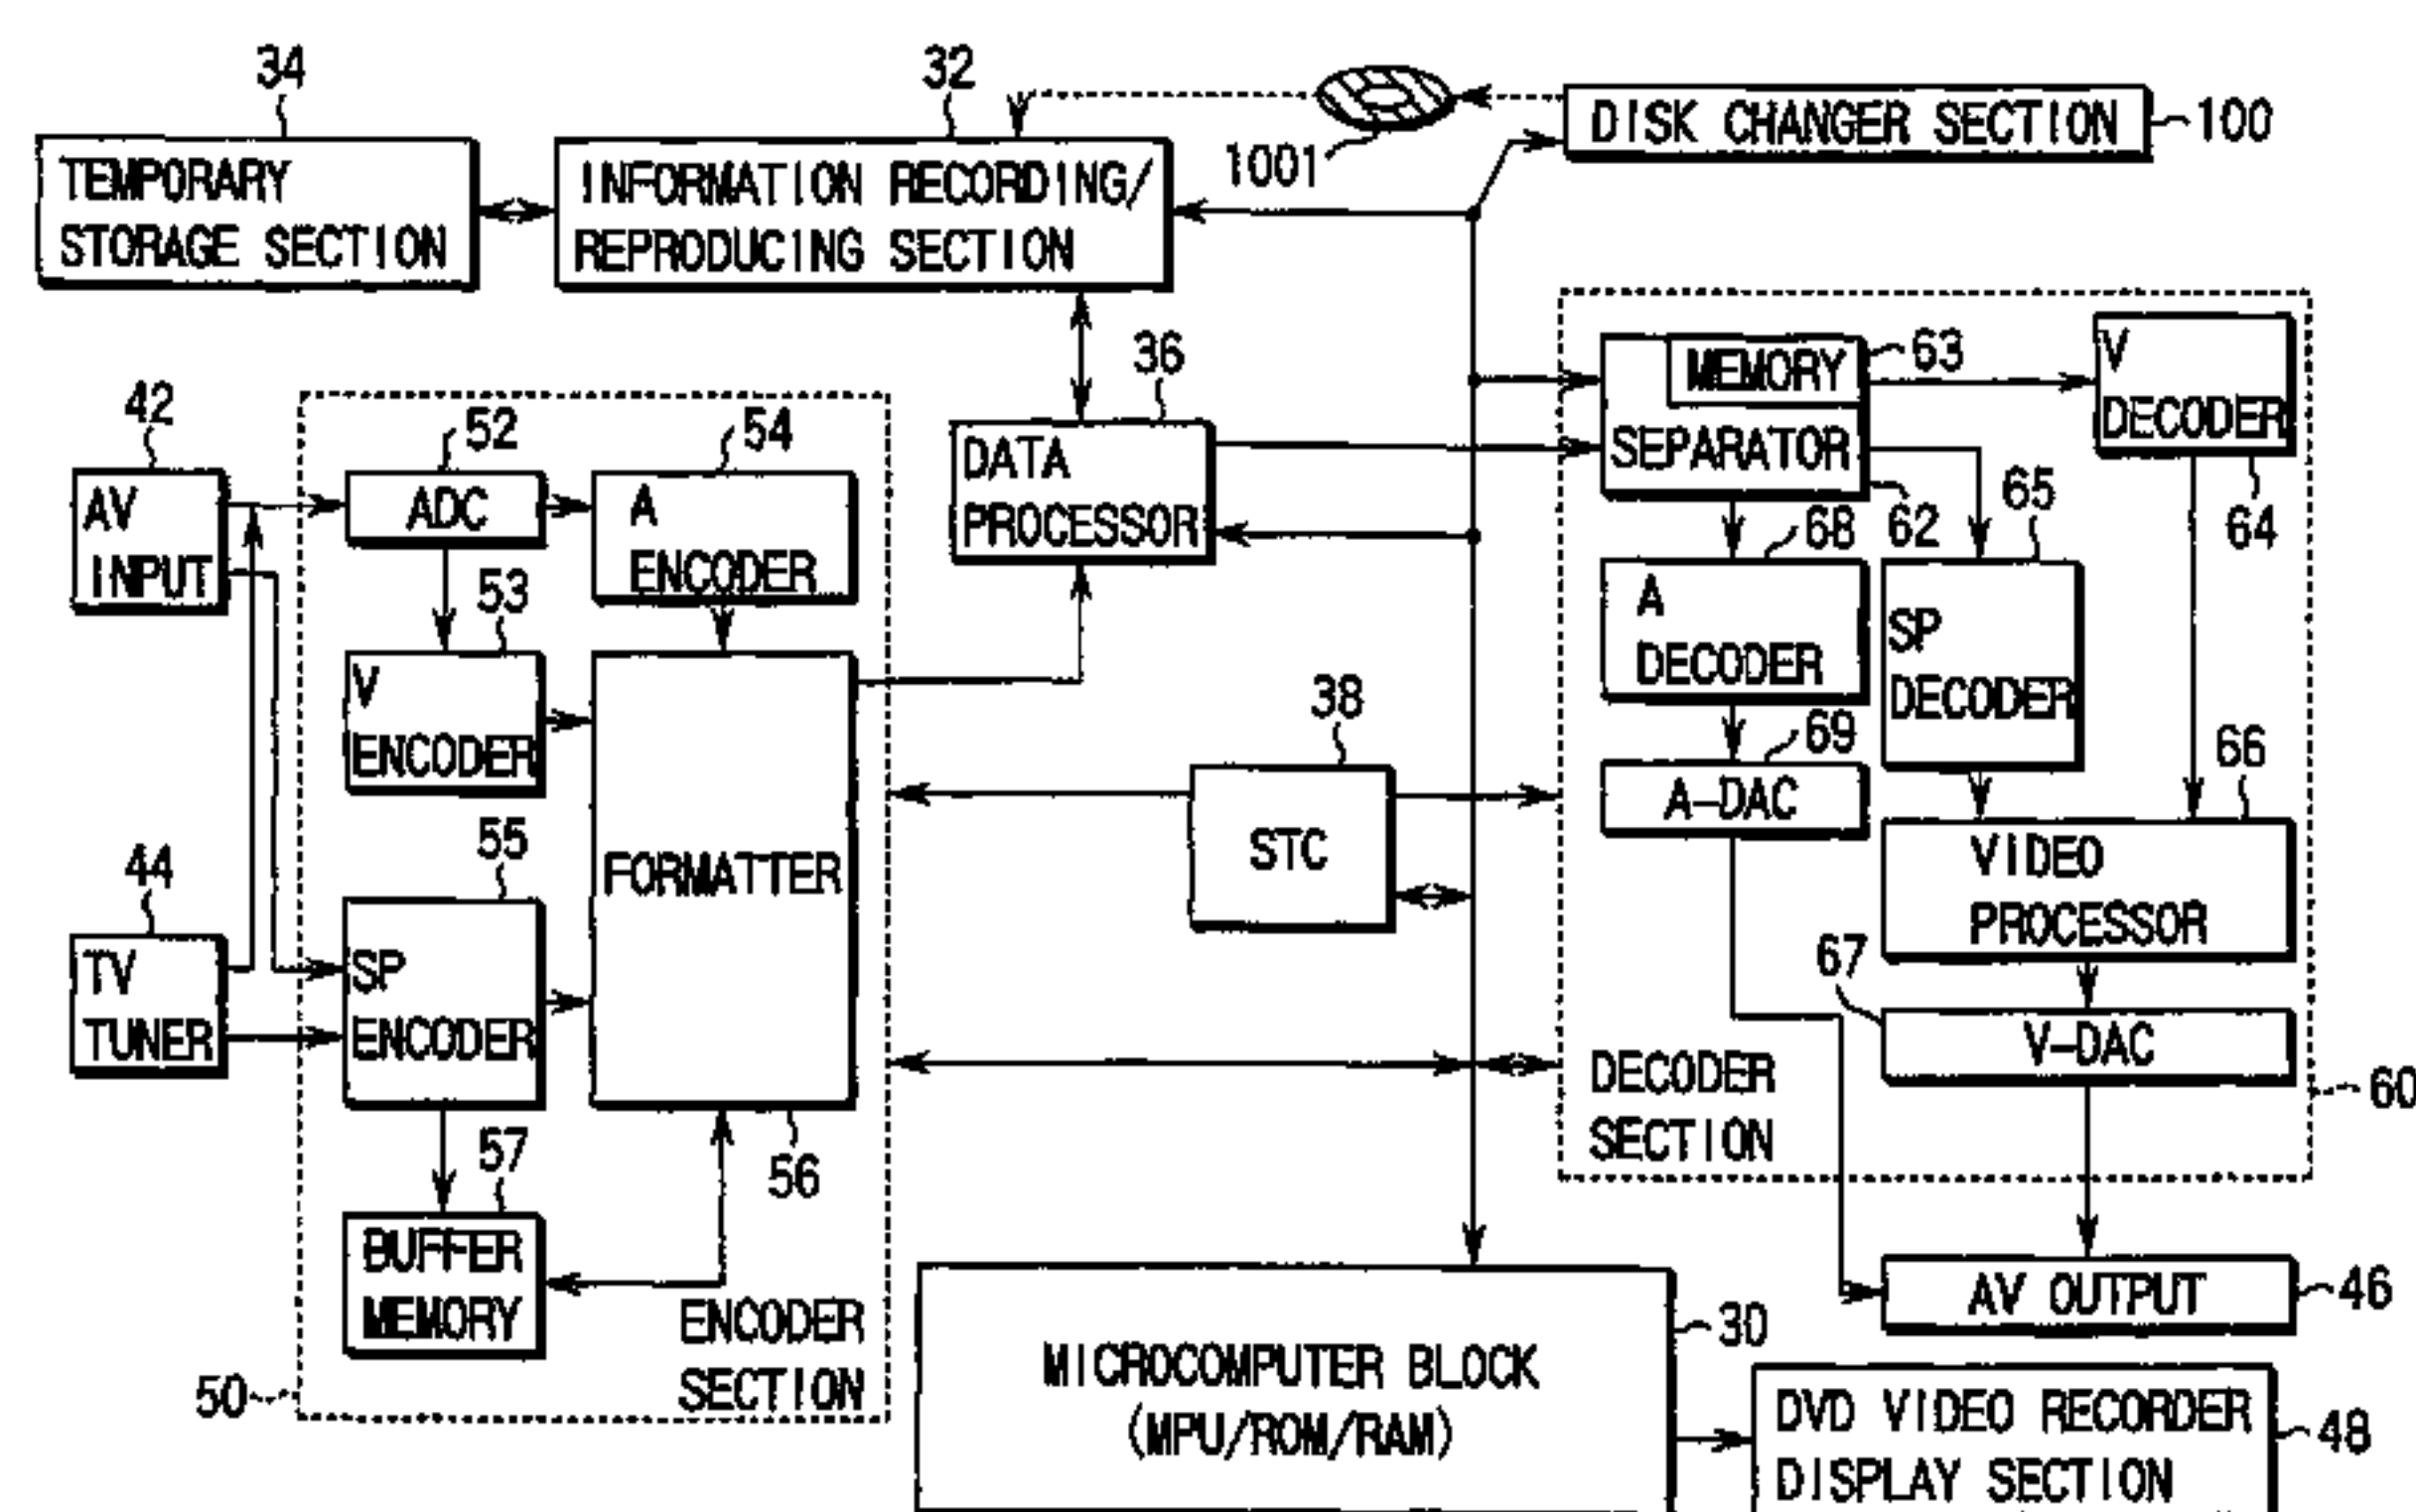 34
32
1001
DISK CHANGER SECTION
100
TEMPORARY
STORAGE SECTION
INFORMATION RECORDING/
REPRODUCING SECTION
36
42
52
54
AV
INPUT
ADC
A
ENCODER
DATA
PROCESSOR
MEMORY
63
SEPARATOR
62
V
DECODER
64
65
68
53
V
ENCODER
A
DECODER
SP
DECODER
38
69
66
A-DAC
STC
VIDEO
PROCESSOR
44
55
TV
TUNER
SP
ENCODER
FORMATTER
56
67
V-DAC
DECODER
SECTION
60
57
BUFFER
MEMORY
ENCODER
SECTION
50
AV OUTPUT
46
MICROCOMPUTER BLOCK
(MPU/ROM/RAM)
30
DVD VIDEO RECORDER
DISPLAY SECTION
48